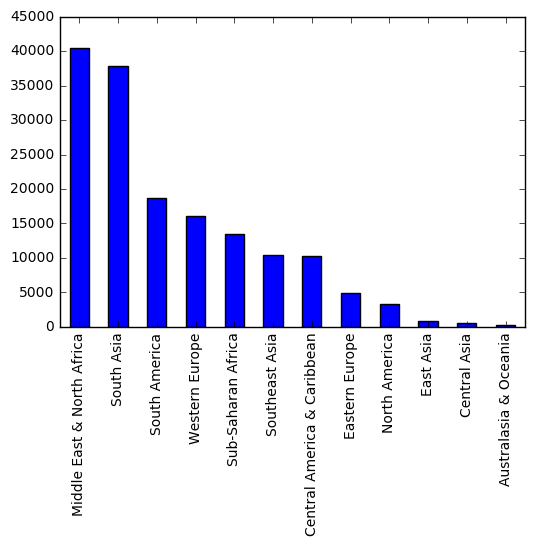 45000
40000
35000
30000
25000
20000
15000
10000
5000
0
Middle East & North Africa
South Asia
South America
Western Europe
Sub-Saharan Africa
Southeast Asia
Central America & Caribbean
Eastern Europe
North America
East Asia
Central Asia
Australasia & Oceania